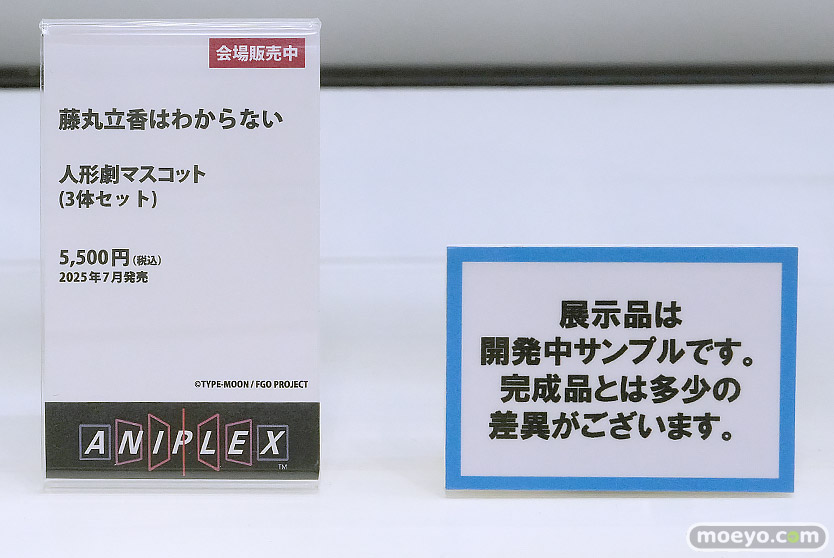 会場販売中
藤丸立香はわからない
人形劇マスコット
(3体セット)
5,500円(税込)
2025年7月発売
©TYPE-MOON / FGO PROJECT
ANIPLEX
TM
展示品は
開発中サンプルです。
完成品とは多少の
差異がございます。
moeyo.com